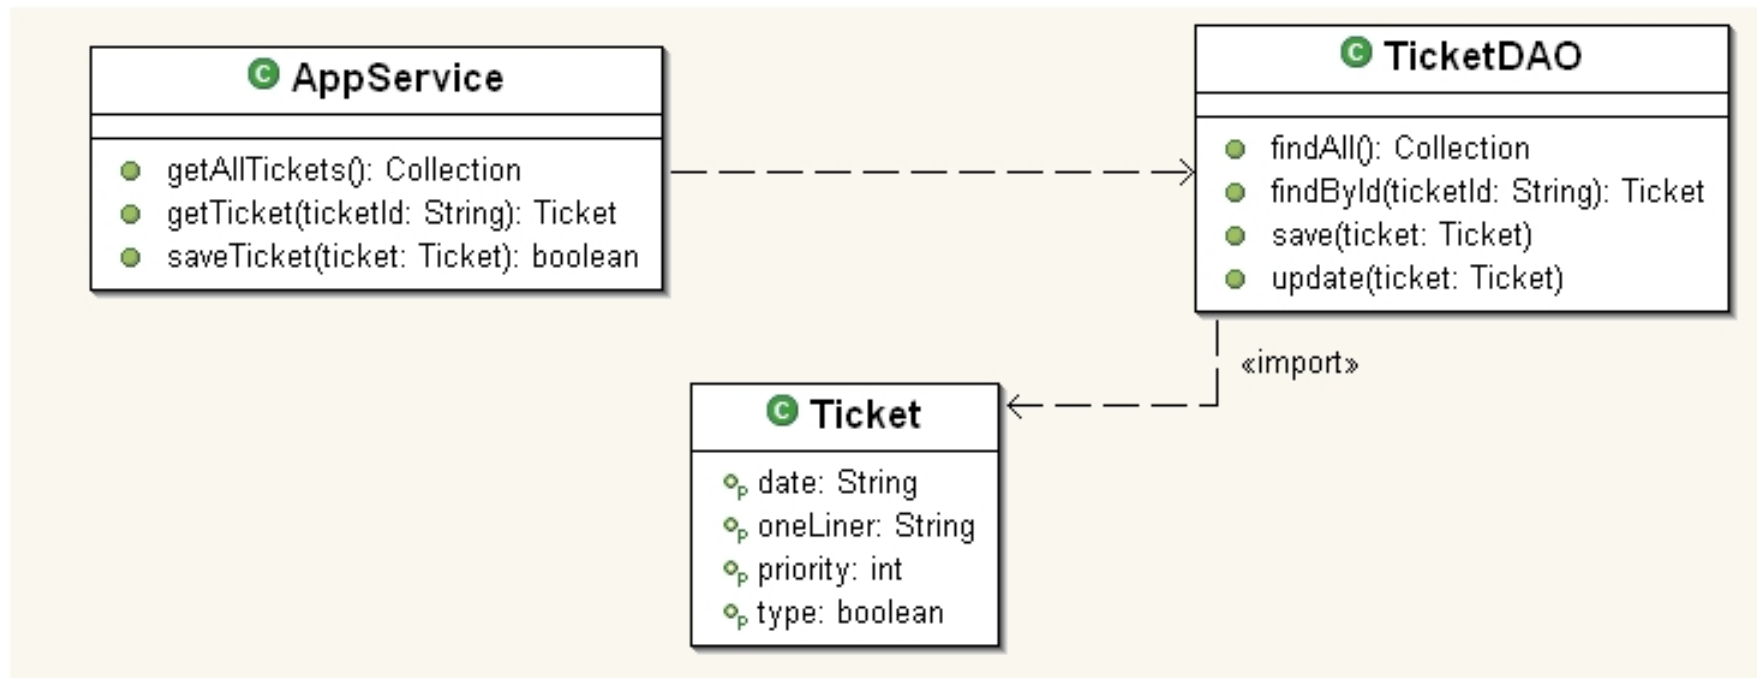 C AppService
getAllTickets(): Collection
getTicket(ticketId: String): Ticket
saveTicket(ticket: Ticket): boolean
C TicketDAO
findAll(): Collection
findById(ticketId: String): Ticket
save(ticket: Ticket)
update(ticket: Ticket)
«import»
C Ticket
P date: String
P oneLiner: String
P priority: int
P type: boolean